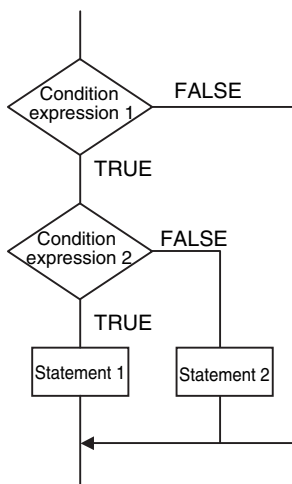 Condition
expression 1
FALSE
TRUE
Condition
expression 2
FALSE
TRUE
Statement 1
Statement 2